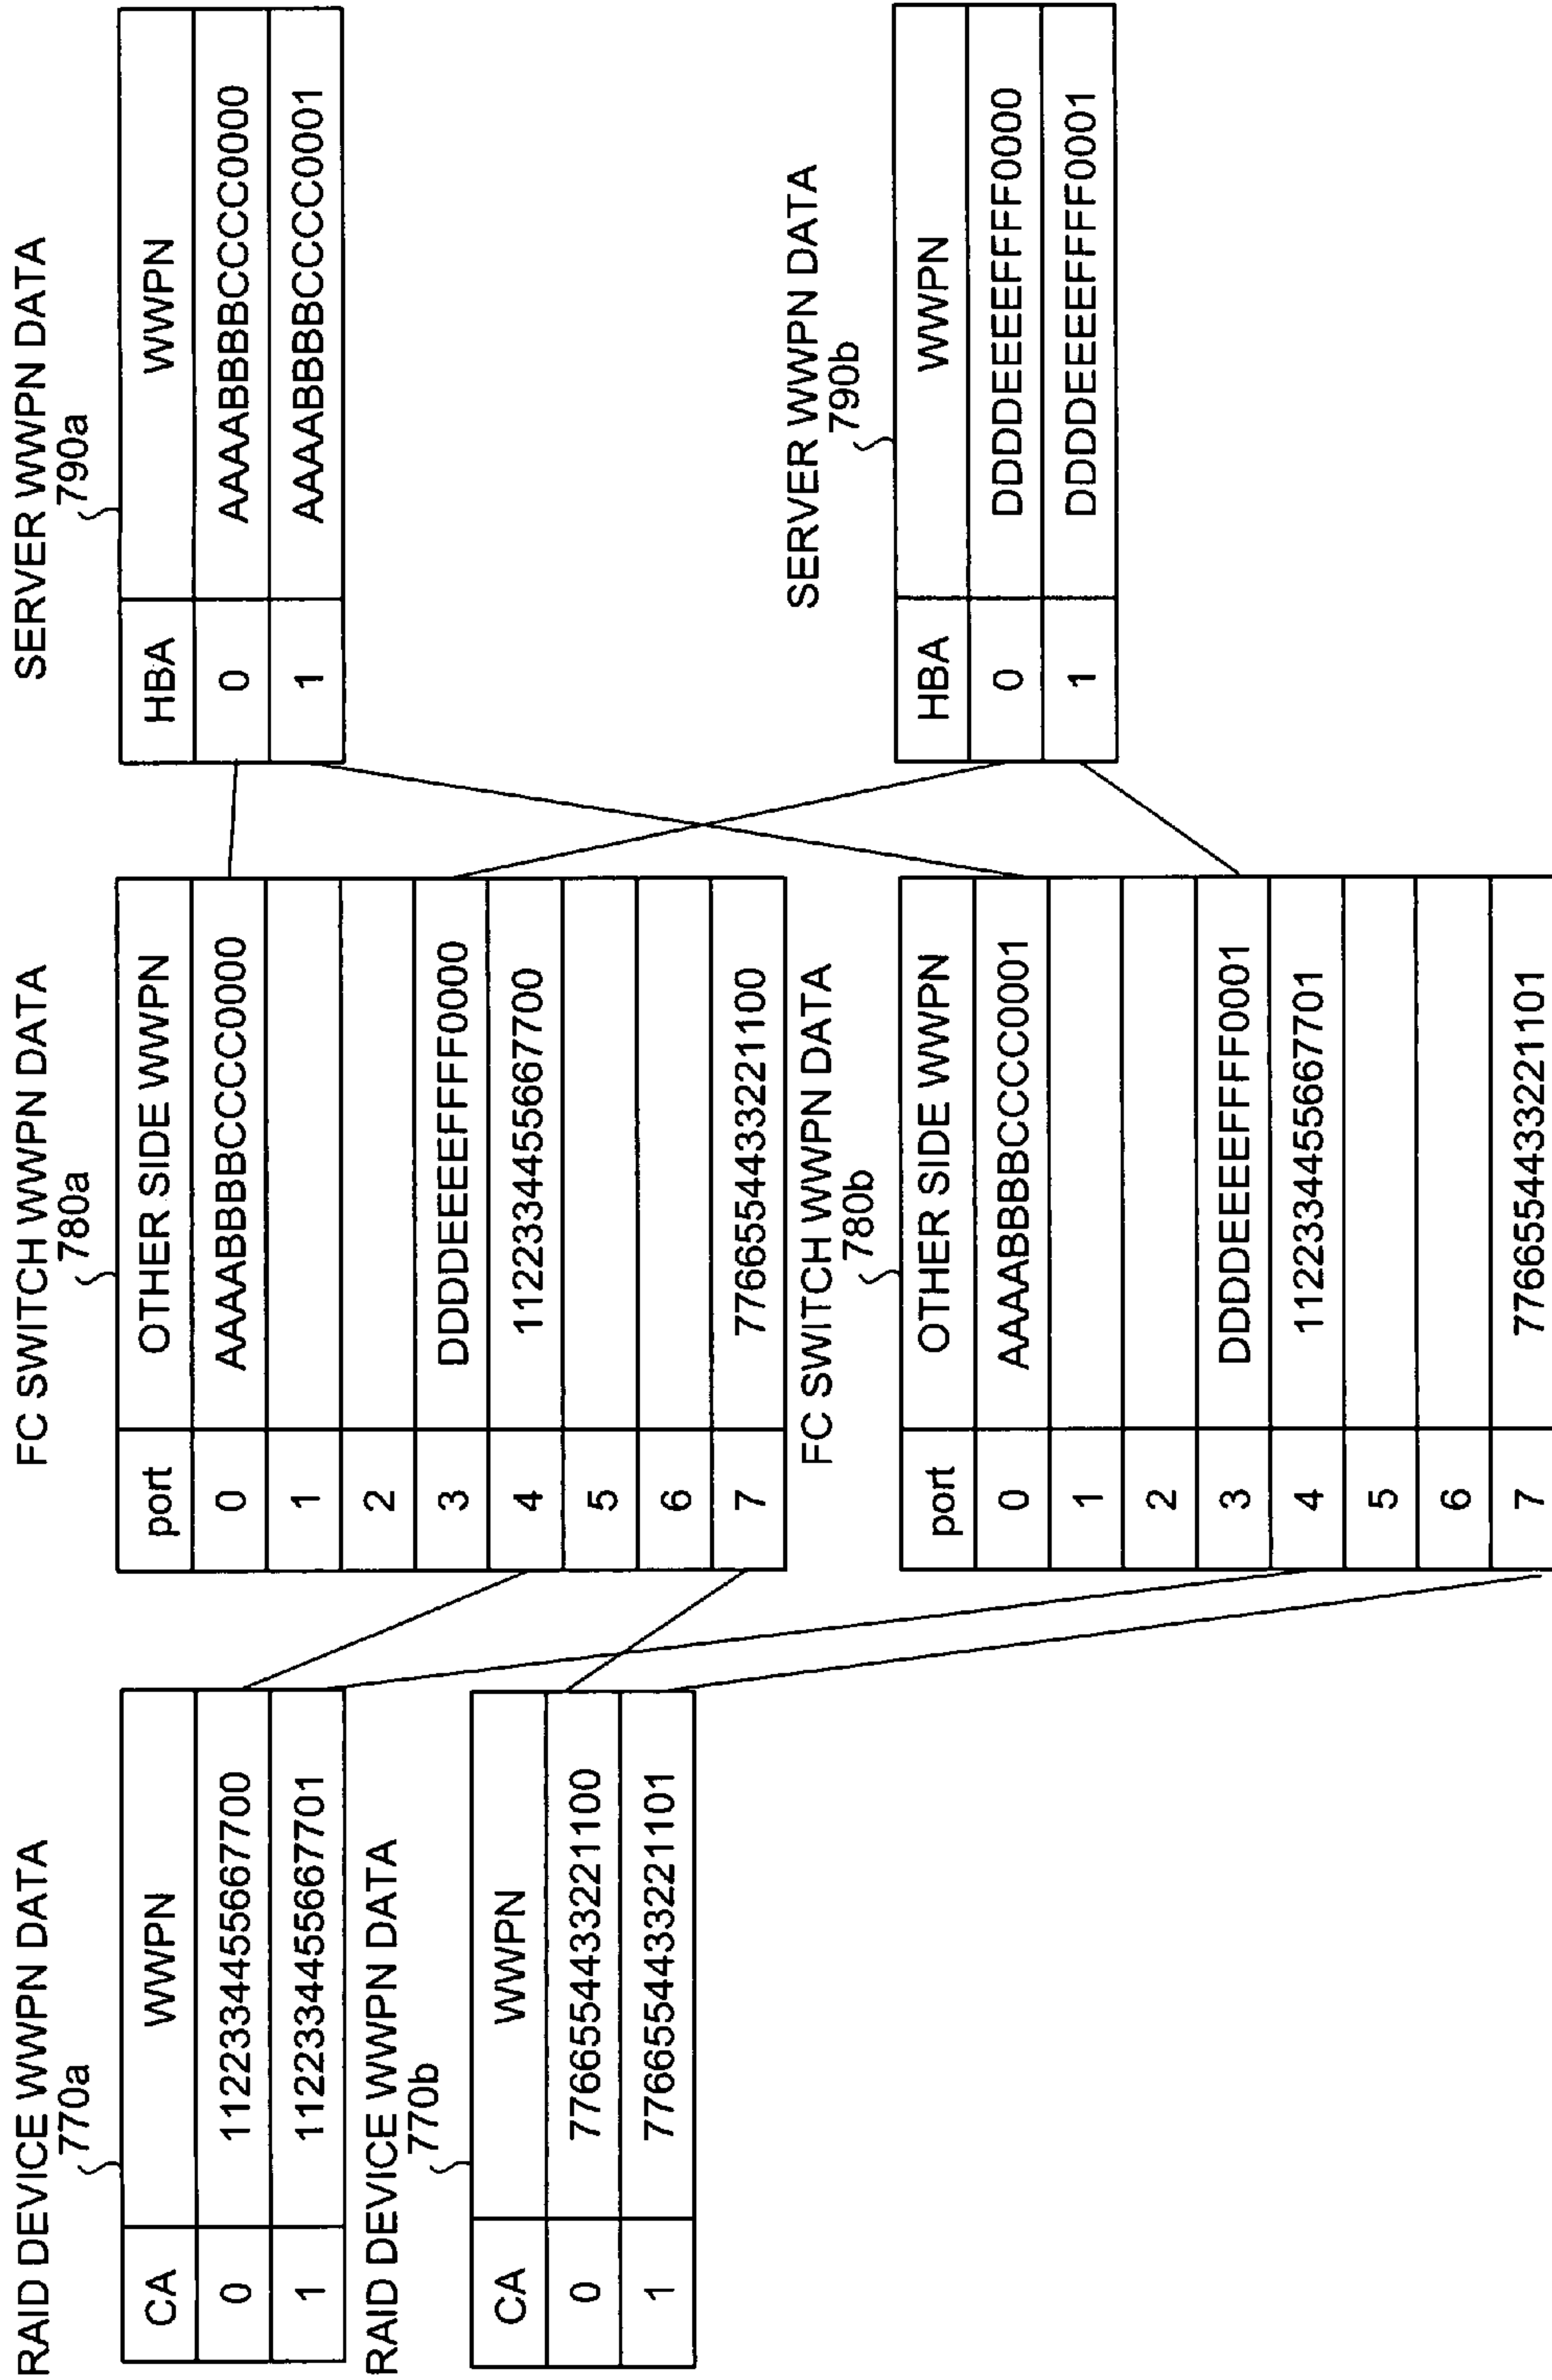 RAID DEVICE WWPN DATA
770a
CA WWPN
0 1122334455667700
1 1122334455667701
RAID DEVICE WWPN DATA
770b
CA WWPN
0 7766554433221100
1 7766554433221101
FC SWITCH WWPN DATA
780a
port OTHER SIDE WWPN
0 AAAABBBBCCCC0000
1
2
3 DDDDEEEEFFFF0000
4 1122334455667700
5
6
7 7766554433221100
FC SWITCH WWPN DATA
780b
port OTHER SIDE WWPN
0 AAAABBBBCCCC0001
1
2
3 DDDDEEEEFFFF0001
4 1122334455667701
5
6
7 7766554433221101
SERVER WWPN DATA
790a
HBA WWPN
0 AAAABBBBCCCC0000
1 AAAABBBBCCCC0001
SERVER WWPN DATA
790b
HBA WWPN
0 DDDDEEEEFFFF0000
1 DDDDEEEEFFFF0001